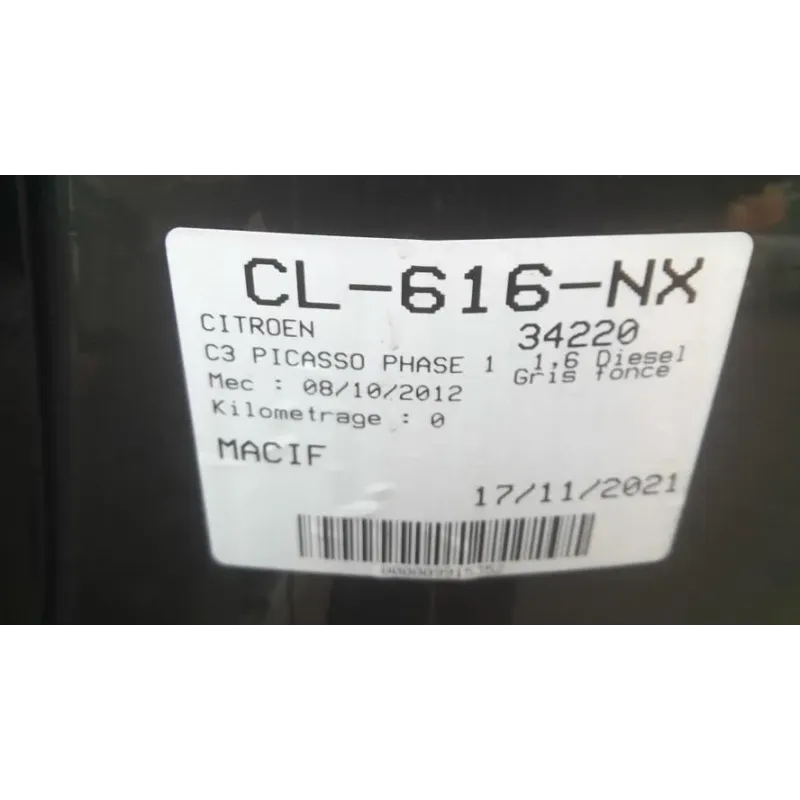 CL-616-NX
CITROEN 34220
C3 PICASSO PHASE 1 1,6 Diesel
Gris fonce
Mec : 08/10/2012
Kilometrage : 0
MACIF
17/11/2021